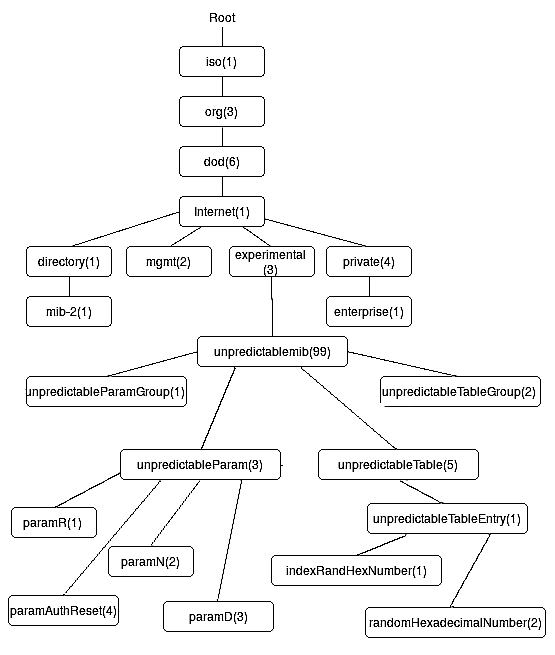 Root
iso(1)
org(3)
dod(6)
Internet(1)
directory(1)
mgmt(2)
experimental
(3)
private(4)
mib-2(1)
enterprise(1)
unpredictablemib(99)
unpredictableParamGroup(1)
unpredictableTableGroup(2)
unpredictableParam(3)
unpredictableTable(5)
paramR(1)
unpredictableTableEntry(1)
paramN(2)
indexRandHexNumber(1)
paramAuthReset(4)
paramD(3)
randomHexadecimalNumber(2)